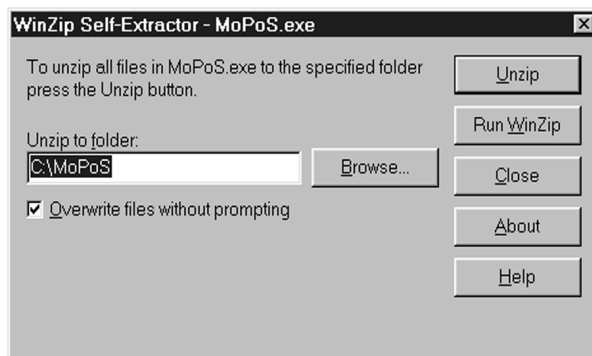 WinZip Self-Extractor - MoPoS.exe
To unzip all files in MoPoS.exe to the specified folder
press the Unzip button.
Unzip to folder:
C:\MoPoS
Browse...
Overwrite files without prompting
Unzip
Run WinZip
Close
About
Help